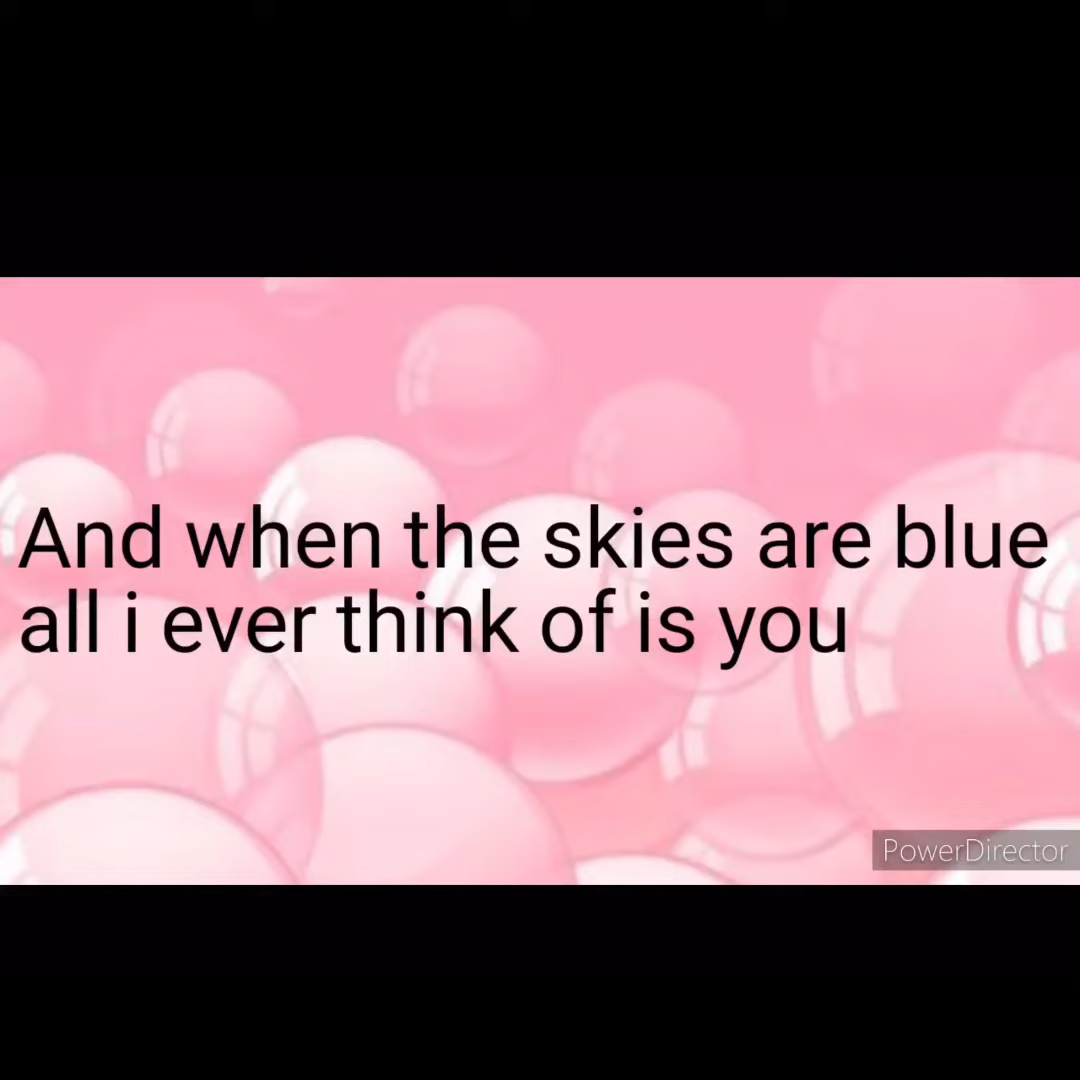 And when the skies are blue
all i ever think of is you
PowerDirector